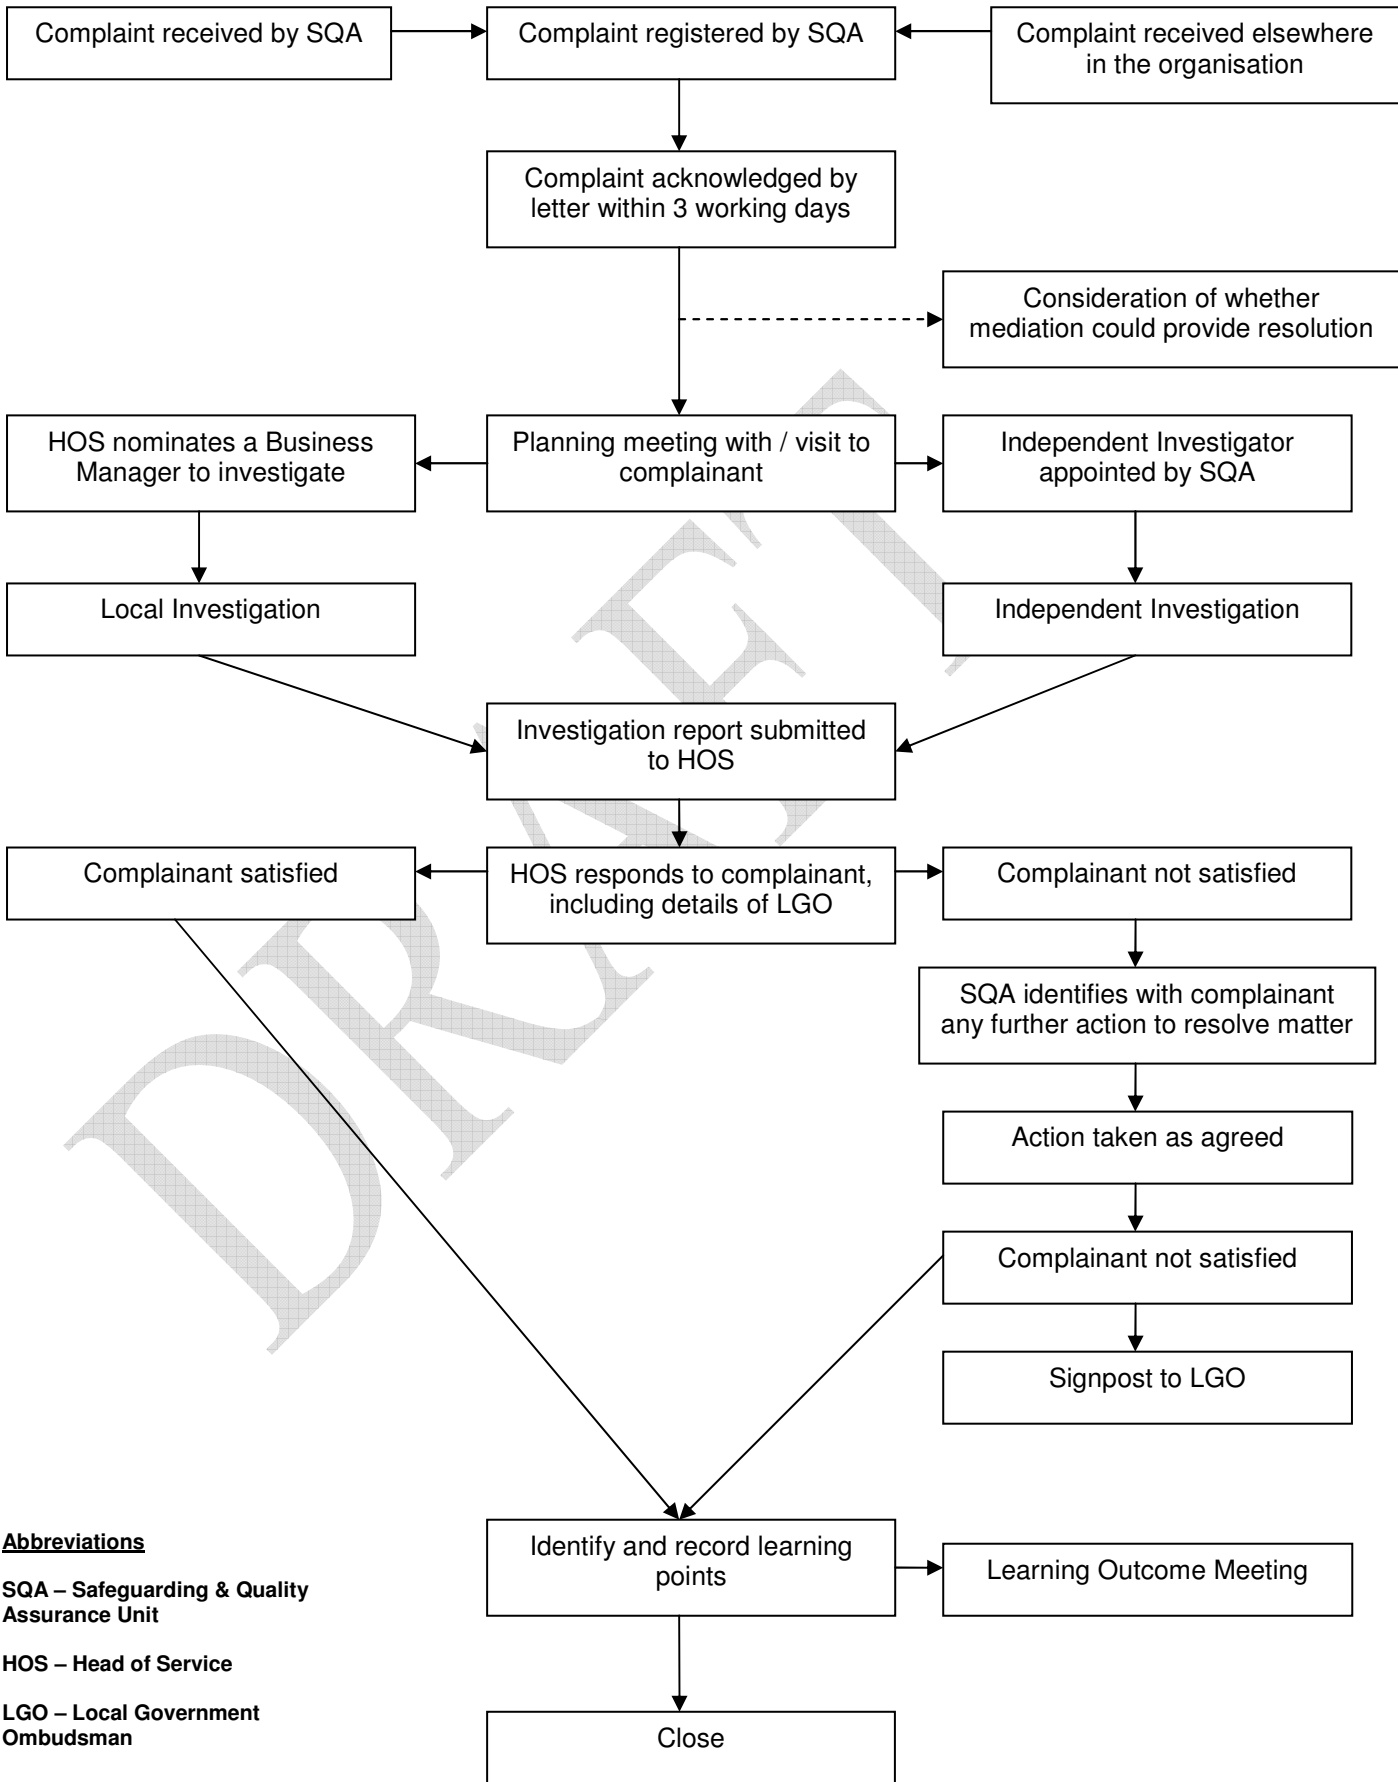 Complaint received by SQA
Complaint registered by SQA
Complaint received elsewhere
in the organisation
Complaint acknowledged by
letter within 3 working days
Consideration of whether
mediation could provide resolution
HOS nominates a Business
Manager to investigate
Planning meeting with / visit to
complainant
Independent Investigator
appointed by SQA
Local Investigation
Independent Investigation
Investigation report submitted
to HOS
Complainant satisfied
HOS responds to complainant,
including details of LGO
Complainant not satisfied
SQA identifies with complainant
any further action to resolve matter
Action taken as agreed
Complainant not satisfied
Signpost to LGO
Identify and record learning
points
Learning Outcome Meeting
Close
Abbreviations
SQA – Safeguarding & Quality
Assurance Unit
HOS – Head of Service
LGO – Local Government
Ombudsman
DRAFT